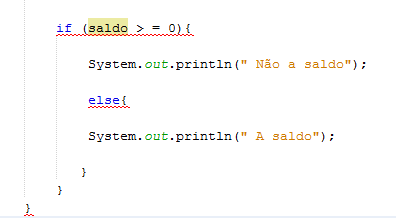 if (saldo > = 0){
System.out.println(" Não a saldo");
else{
System.out.println(" A saldo");
}
}
}